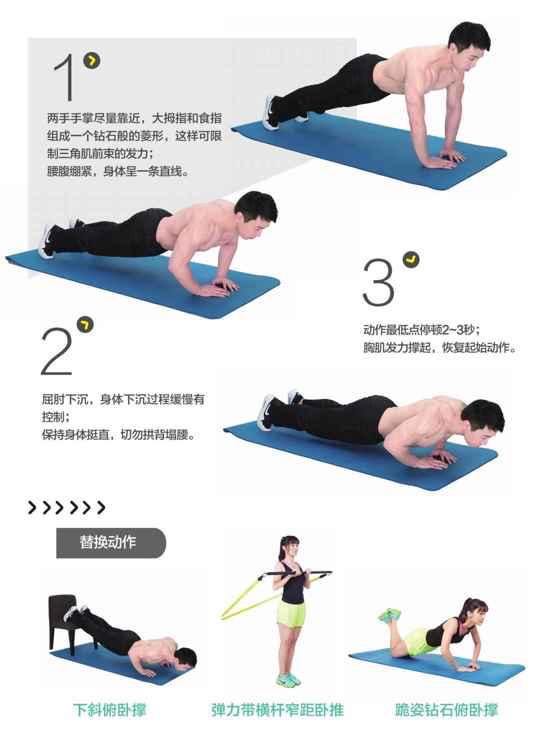 1
两手手掌尽量靠近，大拇指和食指
组成一个钻石般的菱形，这样可限
制三角肌前束的发力；
腰腹绷紧，身体呈一条直线。
2
屈肘下沉，身体下沉过程缓慢有
控制；
保持身体挺直，切勿拱背塌腰。
3
动作最低点停顿2~3秒；
胸肌发力撑起，恢复起始动作。
替换动作
下斜俯卧撑
弹力带横杆窄距卧推
跪姿钻石俯卧撑